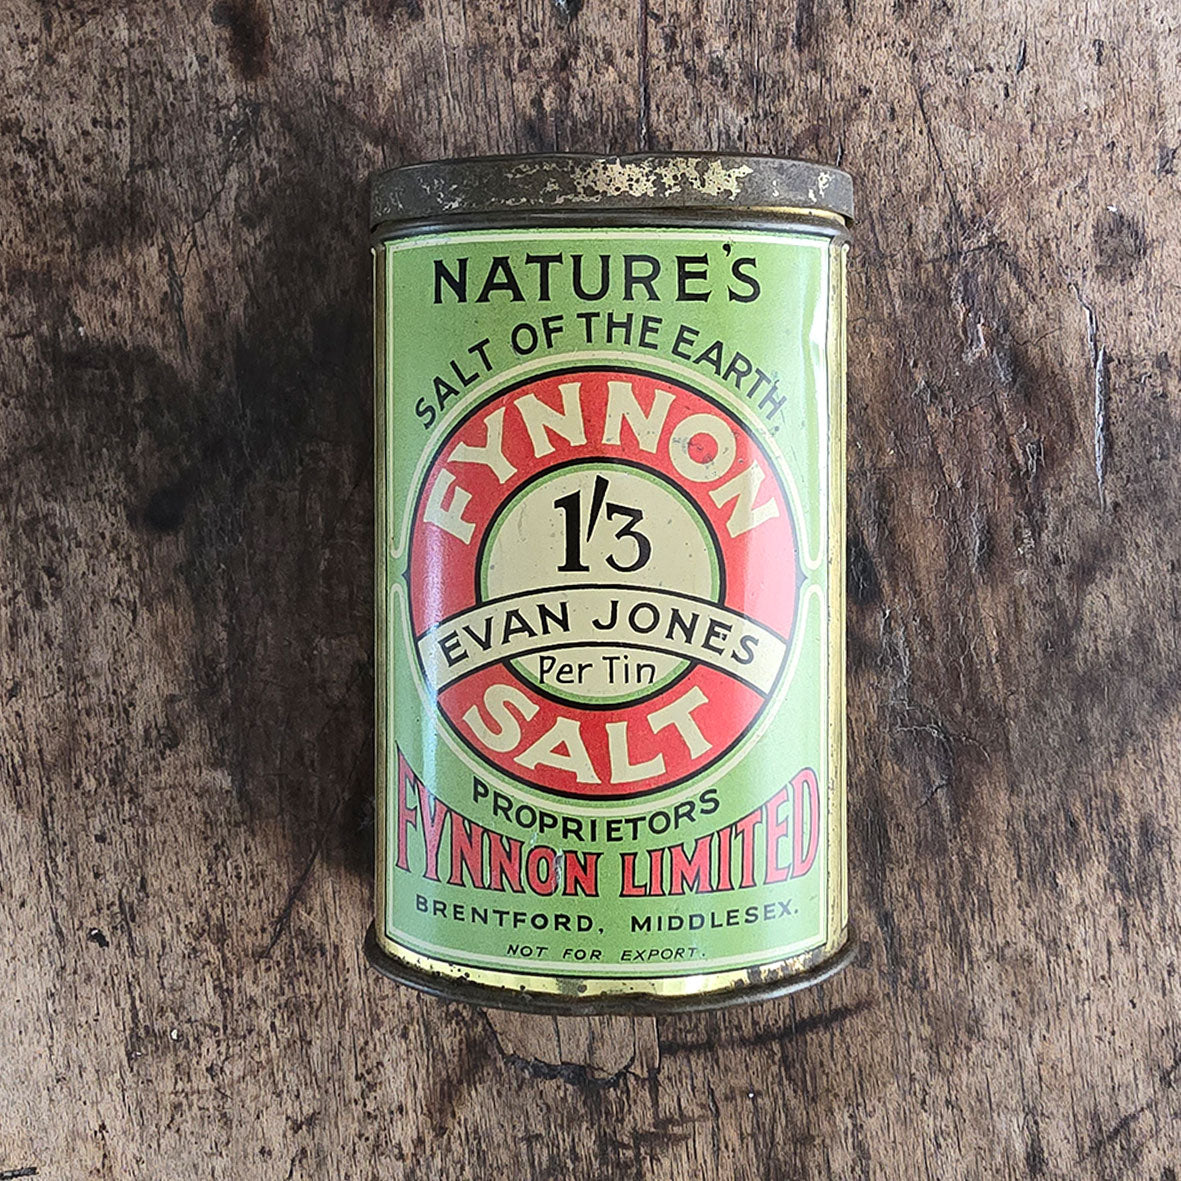 NATURE'S
SALT OF THE EARTH.
FYNNON
1/3
EVAN JONES
Per Tin
SALT
PROPRIETORS
FYNNON LIMITED
BRENTFORD, MIDDLESEX.
NOT FOR EXPORT.